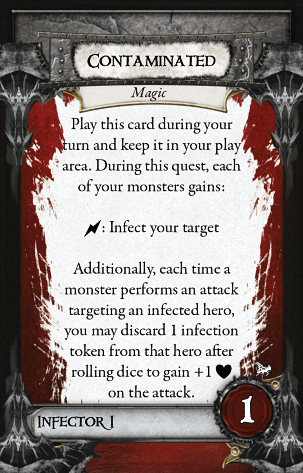 CONTAMINATED
Magic
Play this card during your
turn and keep it in your play
area. During this quest, each
of your monsters gains:
: Infect your target
Additionally, each time a
monster performs an attack
targeting an infected hero,
you may discard 1 infection
token from that hero after
rolling dice to gain +1 ♥
on the attack.
INFECTOR I
1